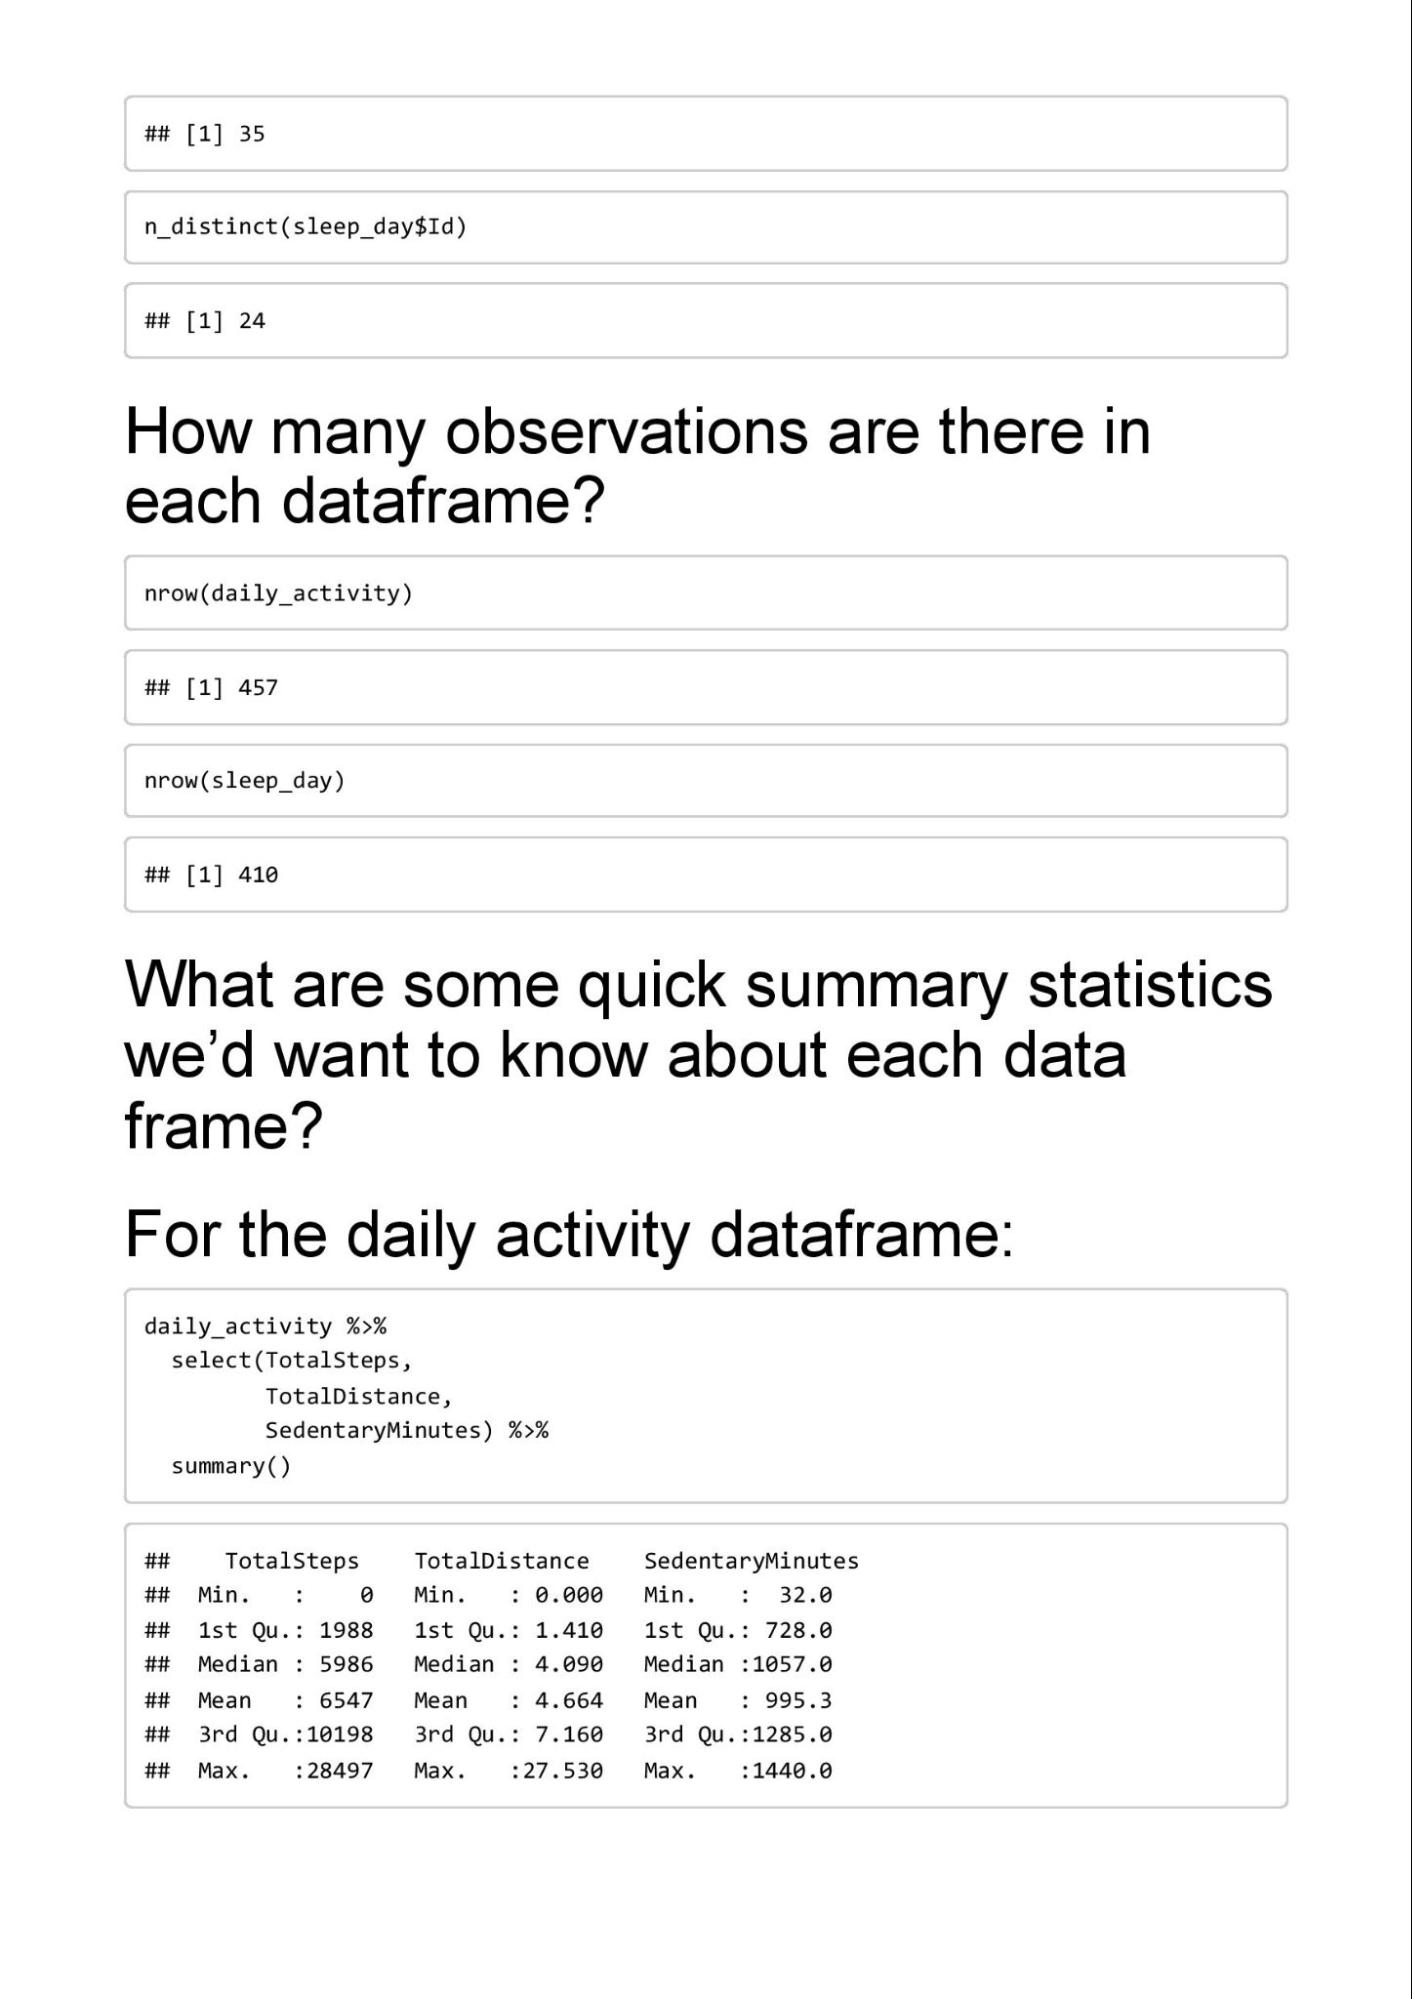 ## [1] 35
n_distinct(sleep_day$Id)
## [1] 24
How many observations are there in
each dataframe?
nrow(daily_activity)
## [1] 457
nrow(sleep_day)
## [1] 410
What are some quick summary statistics
we’d want to know about each data
frame?
For the daily activity dataframe:
daily_activity %>%
  select(TotalSteps,
         TotalDistance,
         SedentaryMinutes) %>%
  summary()
##    TotalSteps    TotalDistance    SedentaryMinutes
##  Min.   :    0   Min.   : 0.000   Min.   :  32.0
##  1st Qu.: 1988   1st Qu.: 1.410   1st Qu.: 728.0
##  Median : 5986   Median : 4.090   Median :1057.0
##  Mean   : 6547   Mean   : 4.664   Mean   : 995.3
##  3rd Qu.:10198   3rd Qu.: 7.160   3rd Qu.:1285.0
##  Max.   :28497   Max.   :27.530   Max.   :1440.0